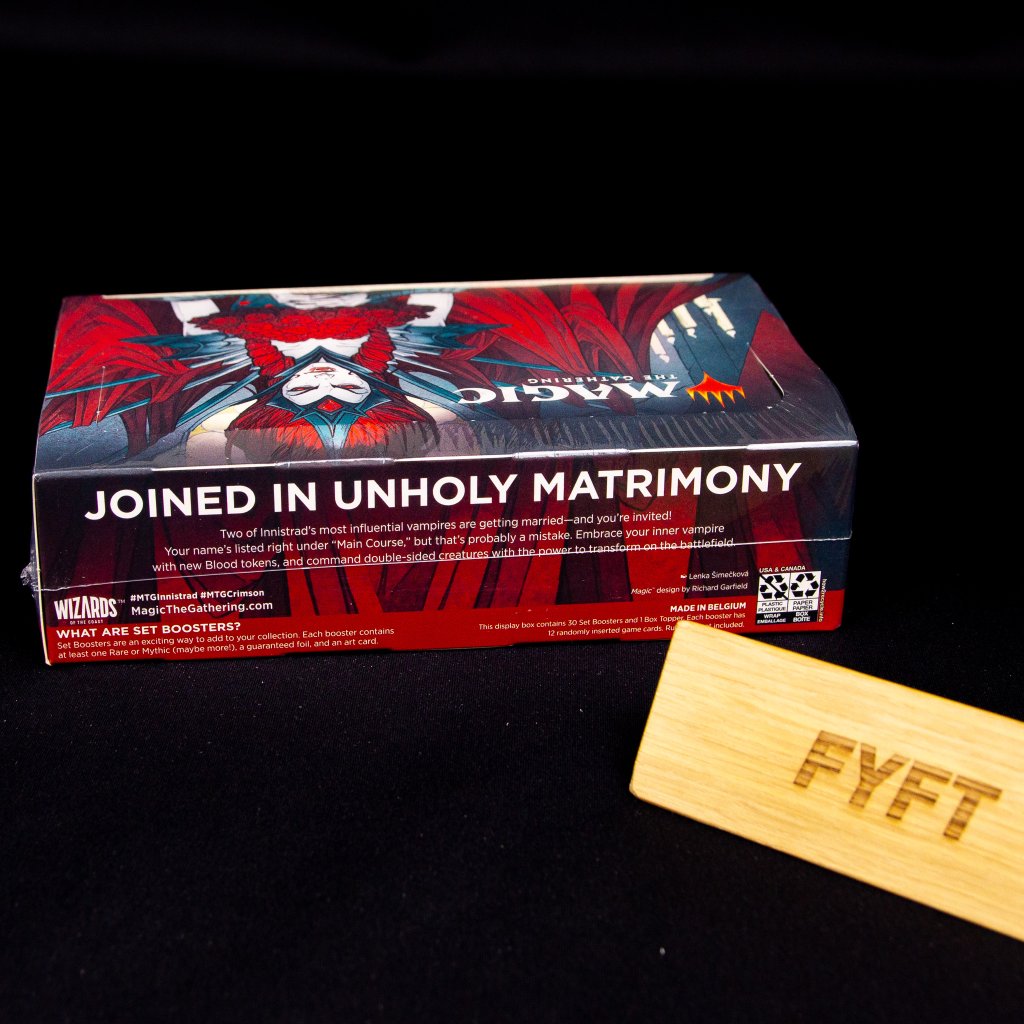 MAGIC
THE GATHERING
JOINED IN UNHOLY MATRIMONY
Two of Innistrad's most influential vampires are getting married—and you're invited!
Your name's listed right under "Main Course," but that's probably a mistake. Embrace your inner vampire
with new Blood tokens, and command double-sided creatures with the power to transform on the battlefield.
WIZARDS™
OF THE COAST
#MTGInnistrad #MTGCrimson
MagicTheGathering.com
WHAT ARE SET BOOSTERS?
Set Boosters are an exciting way to add to your collection. Each booster contains
at least one Rare or Mythic (maybe more!), a guaranteed foil, and an art card.
Lenka Šimečková
Magic™ design by Richard Garfield
MADE IN BELGIUM
This display box contains 30 Set Boosters and 1 Box Topper. Each booster has
12 randomly inserted game cards. included.
USA & CANADA
PLASTIC
PLASTIQUE
WRAP
EMBALLAGE
PAPER
PAPIER
BOX
BOÎTE
FYFT